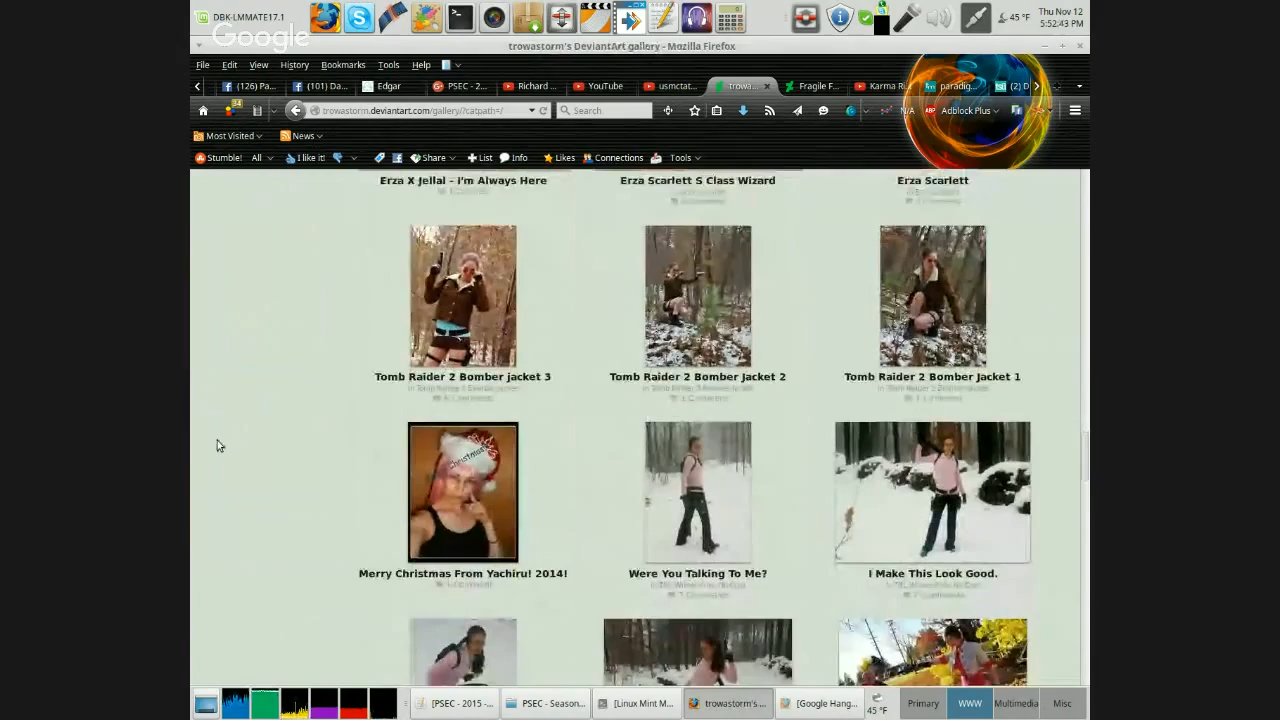 DBK-LMMATE17.1
Google
45 °F
Thu Nov 12
5:52:43 PM
trowastorm's DeviantArt gallery - Mozilla Firefox
File Edit View History Bookmarks Tools Help
(126) Pa... (101) Da... Edgar PSEC - 2... Richard ... YouTube usmctat... trowa... Fragile F... Karma Ri paradig (2) D
34
trowastorm.deviantart.com/gallery/?catpath=/ Search N/A ABP Adblock Plus
Most Visited News
Stumble! All I like it! Share List Info Likes Connections Tools
Erza X Jellal - I'm Always Here Erza Scarlett S Class Wizard Erza Scarlett
Tomb Raider 2 Bomber jacket 3 Tomb Raider 2 Bomber Jacket 2 Tomb Raider 2 Bomber Jacket 1
Christmas
Merry Christmas From Yachiru! 2014! Were You Talking To Me? I Make This Look Good.
[PSEC - 2015 -... PSEC - Season... [Linux Mint M... trowastorm's ... [Google Hang... 45 °F Primary WWW Multimedia Misc